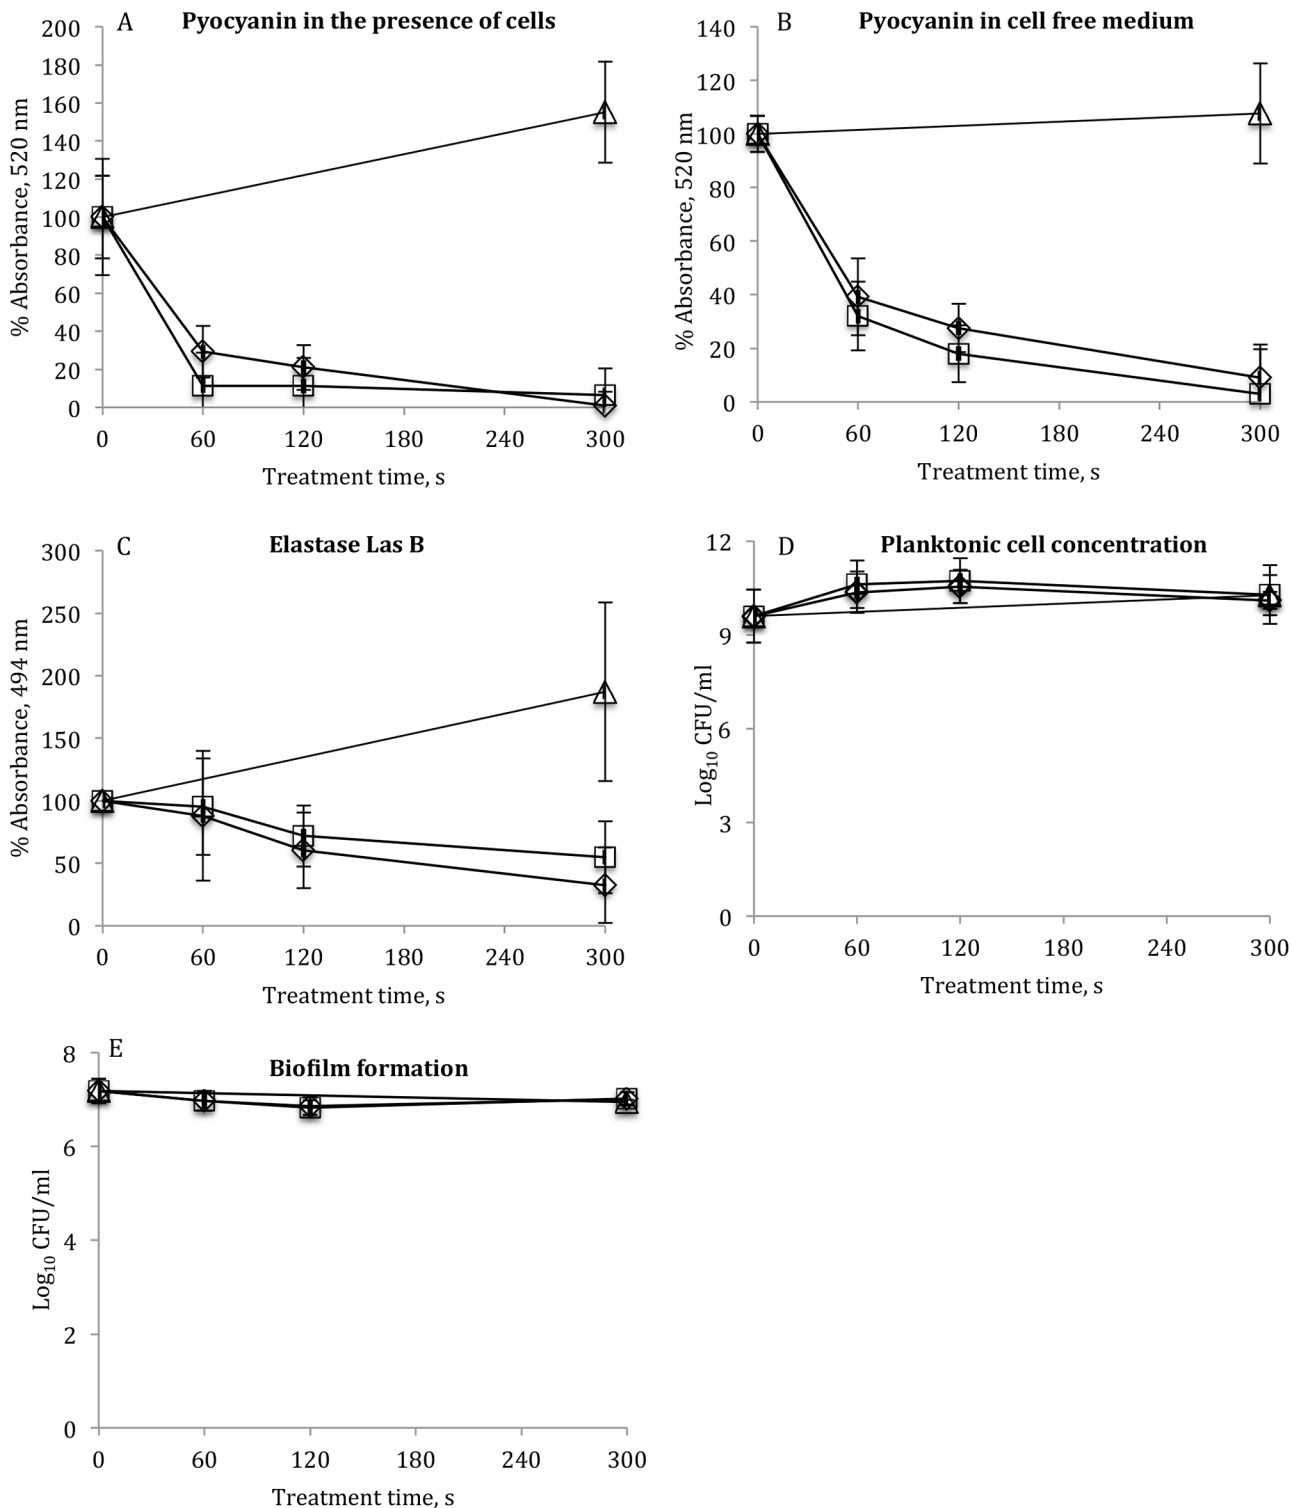 A Pyocyanin in the presence of cells
200
180
160
140
120
100
80
60
40
20
0
% Absorbance, 520 nm
0 60 120 180 240 300
Treatment time, s
B Pyocyanin in cell free medium
140
120
100
80
60
40
20
0
% Absorbance, 520 nm
0 60 120 180 240 300
Treatment time, s
C Elastase Las B
300
250
200
150
100
50
0
% Absorbance, 494 nm
0 60 120 180 240 300
Treatment time, s
D Planktonic cell concentration
12
9
6
3
0
Log₁₀ CFU/ml
0 60 120 180 240 300
Treatment time, s
E
Biofilm formation
8
6
4
2
0
Log₁₀ CFU/ml
0 60 120 180 240 300
Treatment time, s